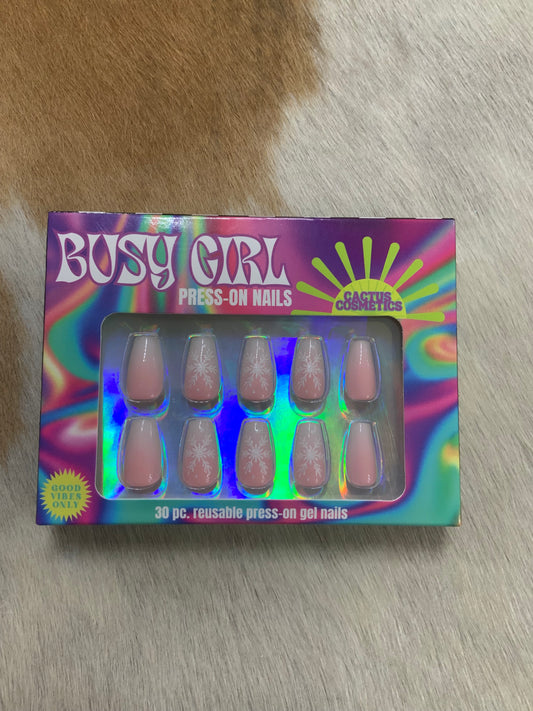 BUSY GIRL
PRESS-ON NAILS
CACTUS
COSMETICS
GOOD
VIBES
ONLY
30 pc. reusable press-on gel nails